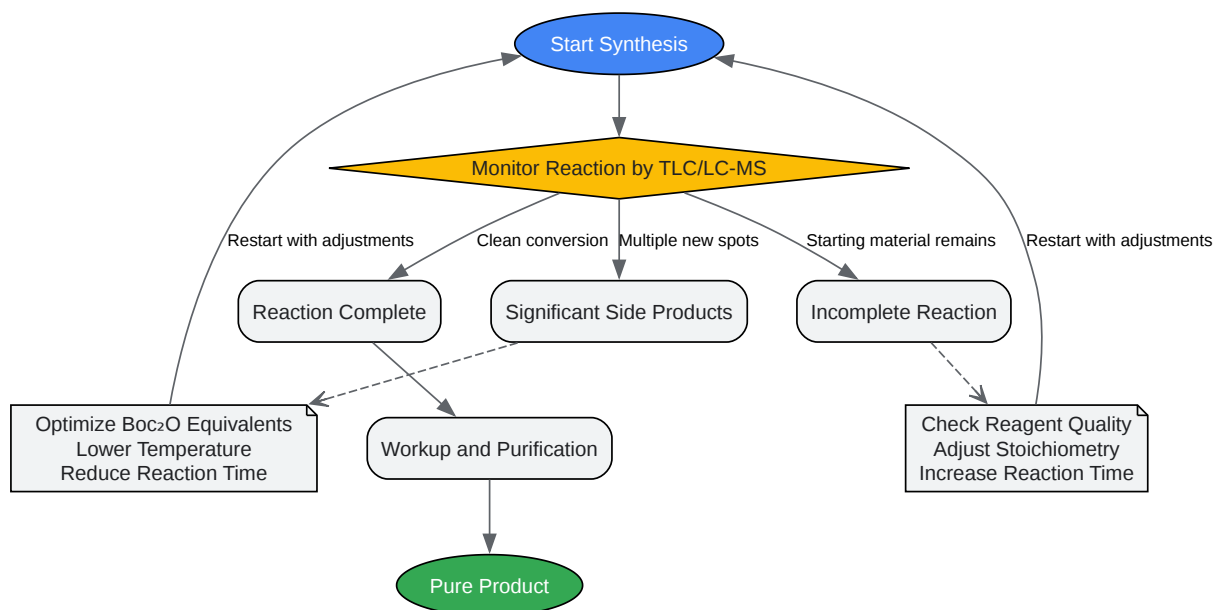 Start Synthesis
Monitor Reaction by TLC/LC-MS
Restart with adjustments
Clean conversion
Multiple new spots
Starting material remains
Restart with adjustments
Reaction Complete
Significant Side Products
Incomplete Reaction
Optimize Boc₂O Equivalents
Lower Temperature
Reduce Reaction Time
Workup and Purification
Check Reagent Quality
Adjust Stoichiometry
Increase Reaction Time
Pure Product